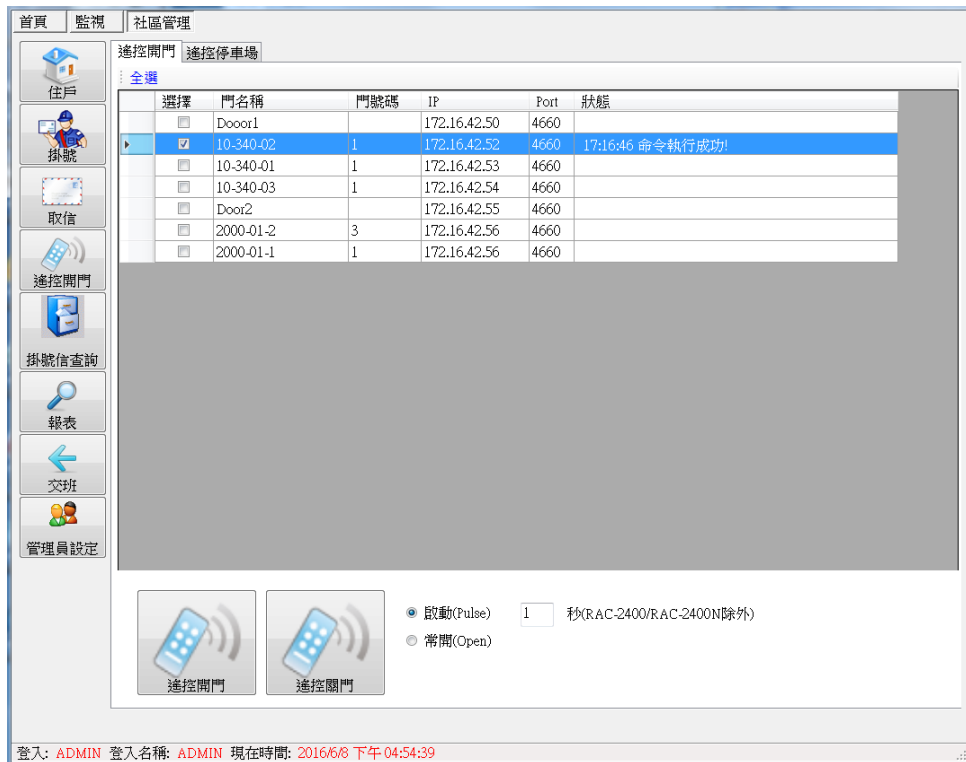 首頁 監視 社區管理
遙控開門 遙控停車場
全選
住戶
掛號
取信
遙控開門
掛號信查詢
報表
交班
管理員設定
選擇 門名稱 門號碼 IP Port 狀態
Dooor1 172.16.42.50 4660
10-340-02 1 172.16.42.52 4660 17:16:46 命令執行成功!
10-340-01 1 172.16.42.53 4660
10-340-03 1 172.16.42.54 4660
Door2 172.16.42.55 4660
2000-01-2 3 172.16.42.56 4660
2000-01-1 1 172.16.42.56 4660
遙控開門 遙控關門
啟動(Pulse) 1 秒(RAC-2400/RAC-2400N除外)
常開(Open)
登入: ADMIN 登入名稱: ADMIN 現在時間: 2016/6/8 下午 04:54:39